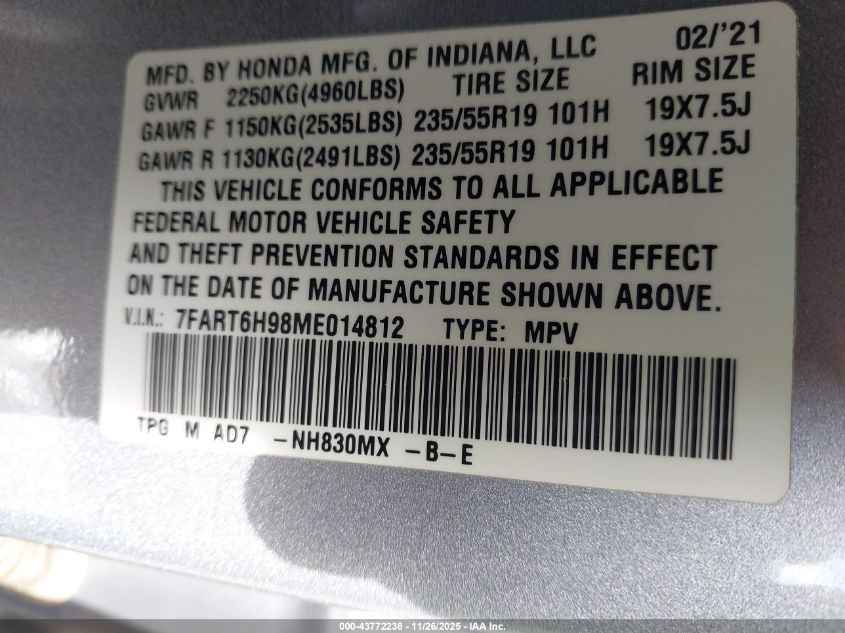 MFD. BY HONDA MFG. OF INDIANA, LLC 02/'21
GVWR 2250KG(4960LBS) TIRE SIZE RIM SIZE
GAWR F 1150KG(2535LBS) 235/55R19 101H 19X7.5J
GAWR R 1130KG(2491LBS) 235/55R19 101H 19X7.5J
THIS VEHICLE CONFORMS TO ALL APPLICABLE
FEDERAL MOTOR VEHICLE SAFETY
AND THEFT PREVENTION STANDARDS IN EFFECT
ON THE DATE OF MANUFACTURE SHOWN ABOVE.
V.I.N.: 7FART6H98ME014812 TYPE: MPV
TPG M AD7 -NH830MX -B-E
000-43772238 - 11/26/2025 - IAA Inc.